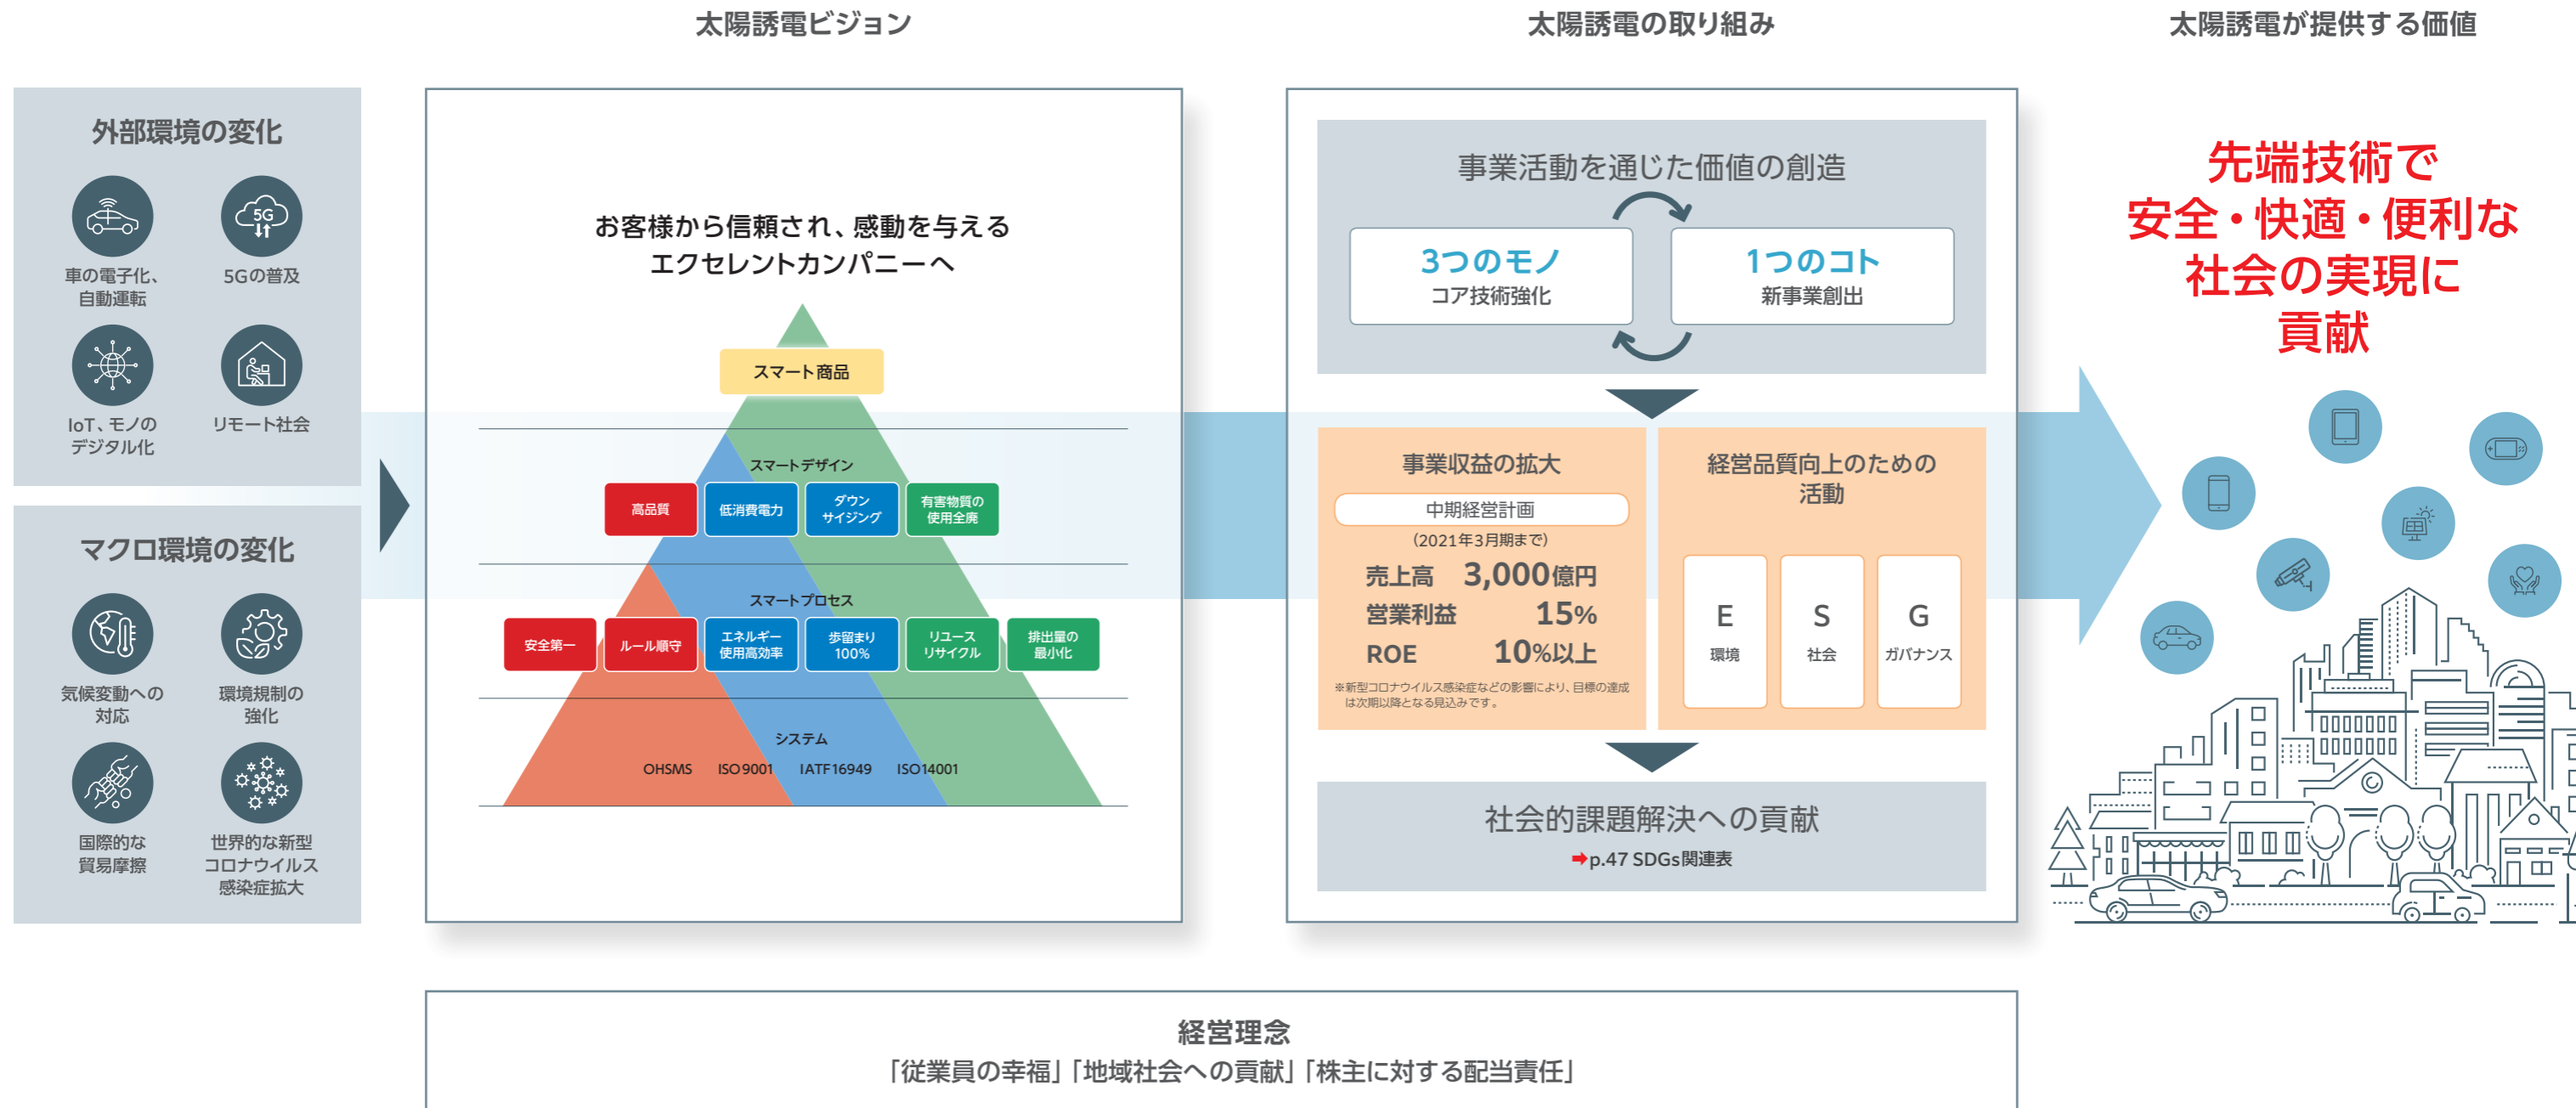 太陽誘電ビジョン
太陽誘電の取り組み
太陽誘電が提供する価値
外部環境の変化
車の電子化、
自動運転
5G
5Gの普及
IoT、モノの
デジタル化
リモート社会
マクロ環境の変化
気候変動への
対応
環境規制の
強化
国際的な
貿易摩擦
世界的な新型
コロナウイルス
感染症拡大
お客様から信頼され、感動を与える
エクセレントカンパニーへ
スマート商品
スマートデザイン
高品質
低消費電力
ダウン
サイジング
有害物質の
使用全廃
スマートプロセス
安全第一
ルール順守
エネルギー
使用高効率
歩留まり
100%
リユース
リサイクル
排出量の
最小化
システム
OHSMS ISO9001 IATF16949 ISO14001
事業活動を通じた価値の創造
3つのモノ
コア技術強化
1つのコト
新事業創出
事業収益の拡大
中期経営計画
(2021年3月期まで)
売上高 3,000億円
営業利益 15%
ROE 10%以上
※新型コロナウイルス感染症などの影響により、目標の達成
は次期以降となる見込みです。
経営品質向上のための
活動
E
環境
S
社会
G
ガバナンス
社会的課題解決への貢献
➡p.47 SDGs関連表
先端技術で
安全・快適・便利な
社会の実現に
貢献
経営理念
「従業員の幸福」「地域社会への貢献」「株主に対する配当責任」